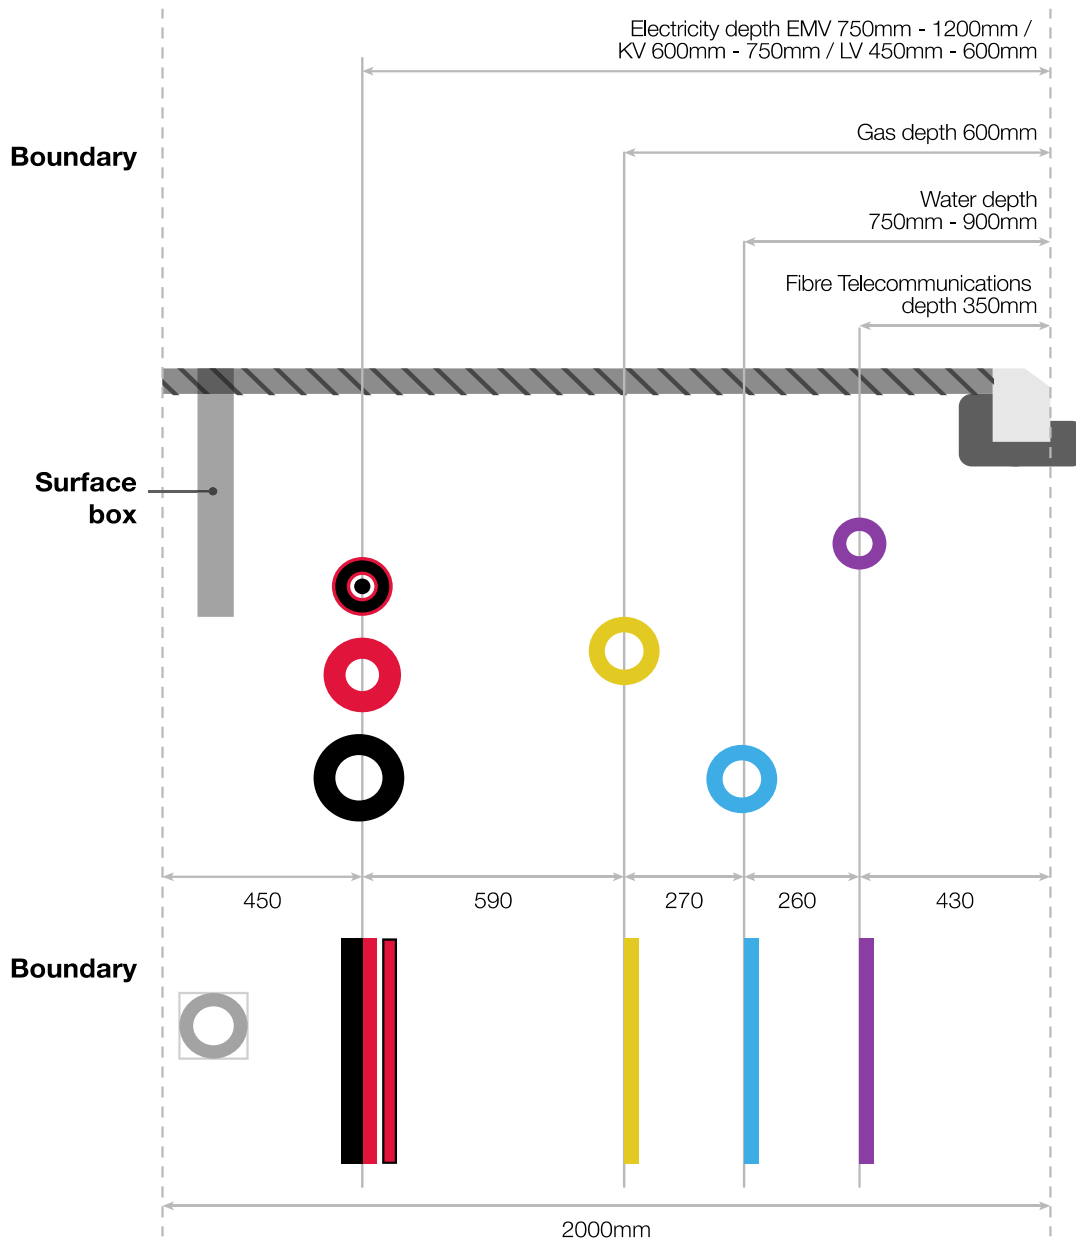 Electricity depth EMV 750mm - 1200mm /
KV 600mm - 750mm / LV 450mm - 600mm
Gas depth 600mm
Boundary
Water depth
750mm - 900mm
Fibre Telecommunications
depth 350mm
Surface
box
450
590
270
260
430
Boundary
2000mm